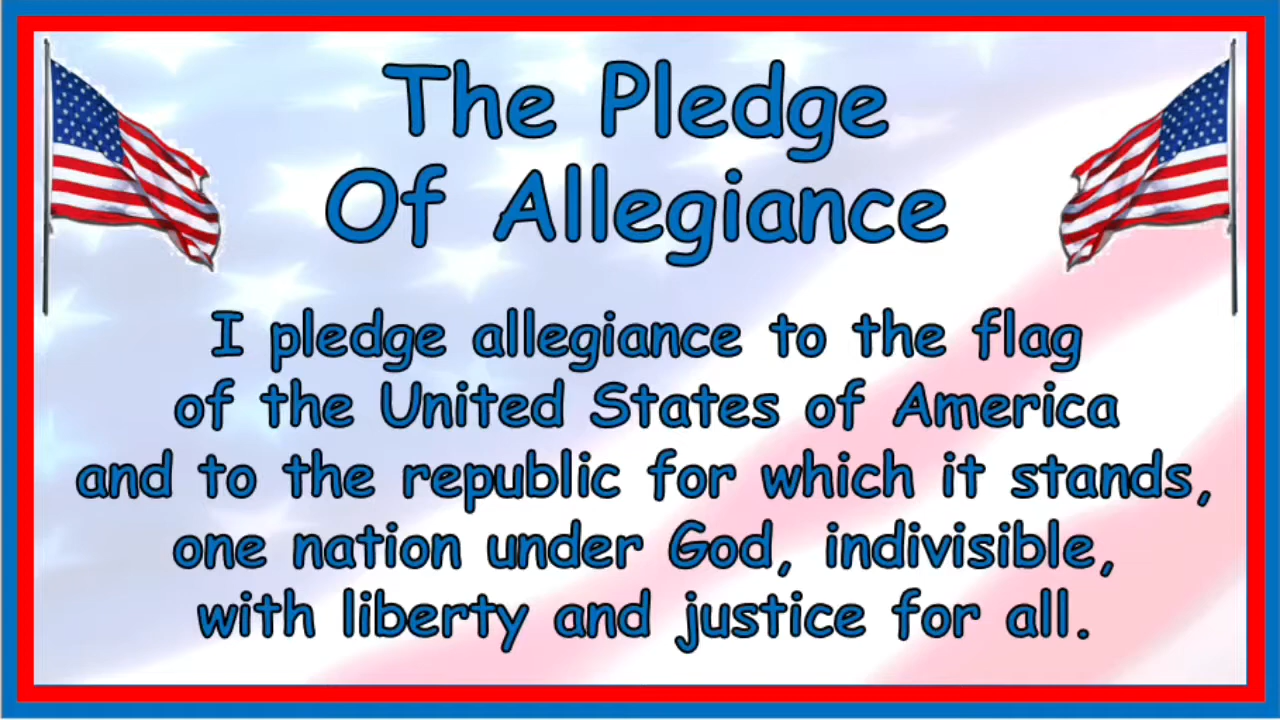 The Pledge
Of Allegiance
I pledge allegiance to the flag
of the United States of America
and to the republic for which it stands,
one nation under God, indivisible,
with liberty and justice for all.